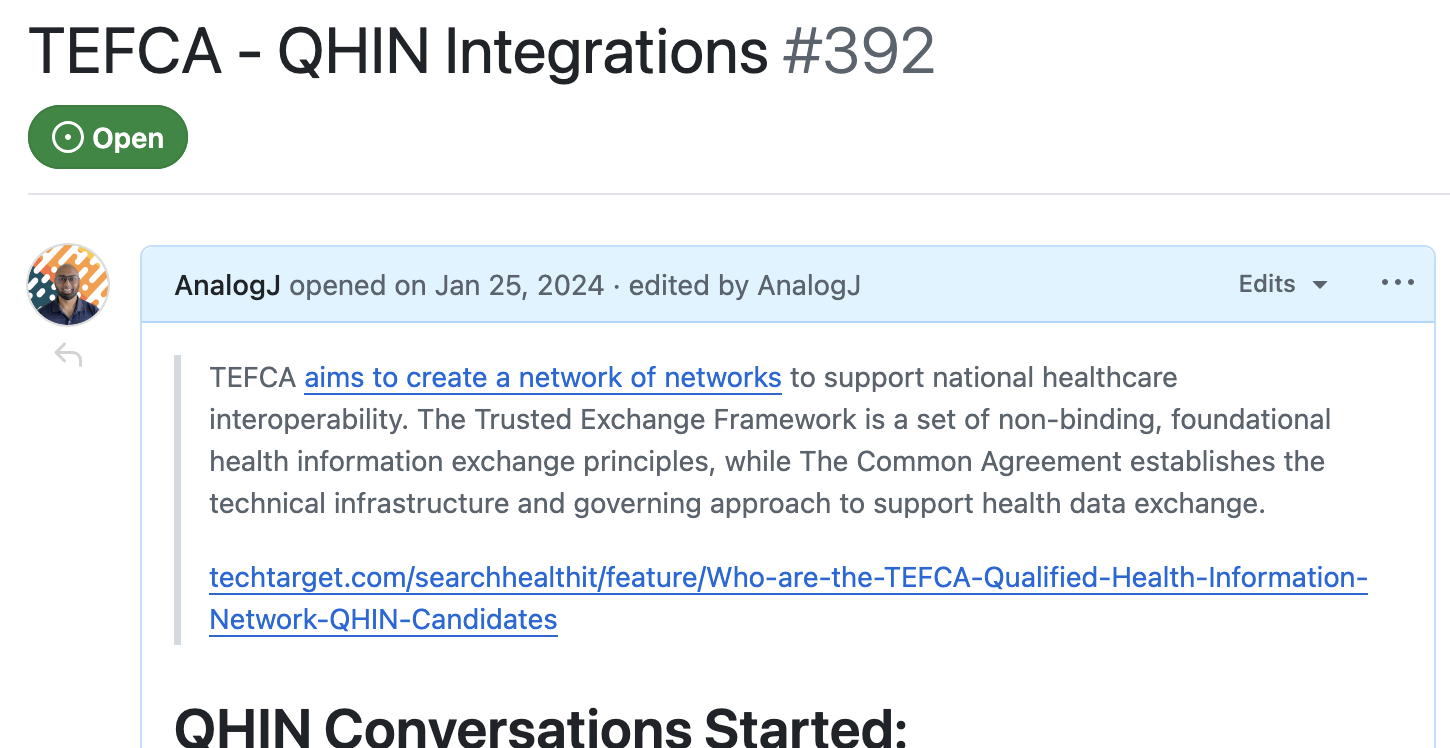 TEFCA - QHIN Integrations #392
Open
AnalogJ opened on Jan 25, 2024 · edited by AnalogJ
Edits
TEFCA aims to create a network of networks to support national healthcare
interoperability. The Trusted Exchange Framework is a set of non-binding, foundational
health information exchange principles, while The Common Agreement establishes the
technical infrastructure and governing approach to support health data exchange.
techtarget.com/searchhealthit/feature/Who-are-the-TEFCA-Qualified-Health-Information-
Network-QHIN-Candidates
QHIN Conversations Started: